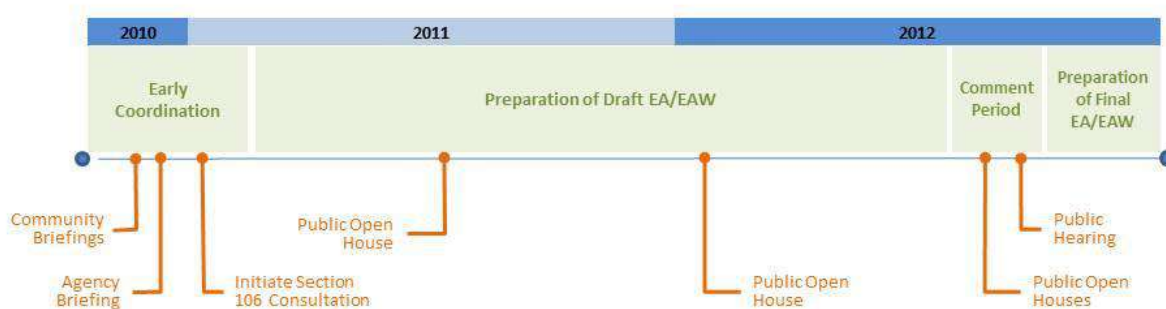 2010
2011
2012
Early
Coordination
Preparation of Draft EA/EAW
Comment
Period
Preparation
of Final
EA/EAW
Community
Briefings
Agency
Briefing
Initiate Section
106 Consultation
Public Open
House
Public Open
House
Public
Hearing
Public Open
Houses